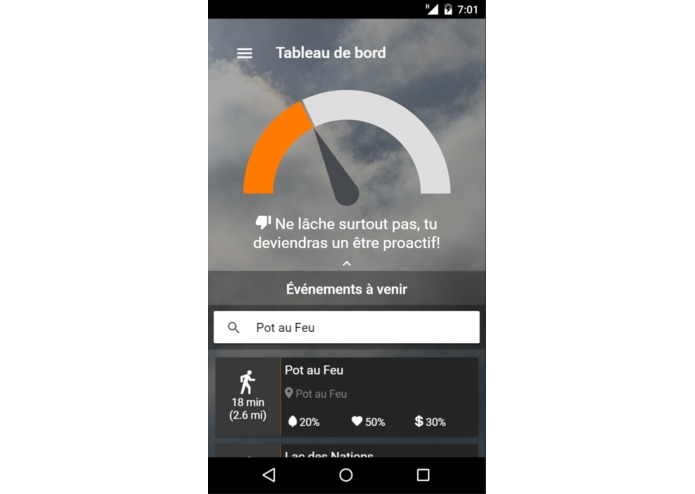 H 7:01
Tableau de bord
Ne lâche surtout pas, tu
deviendras un être proactif!
Événements à venir
Pot au Feu
Pot au Feu
Pot au Feu
18 min
(2.6 mi)
20% 50% $30%
Lac des Nations